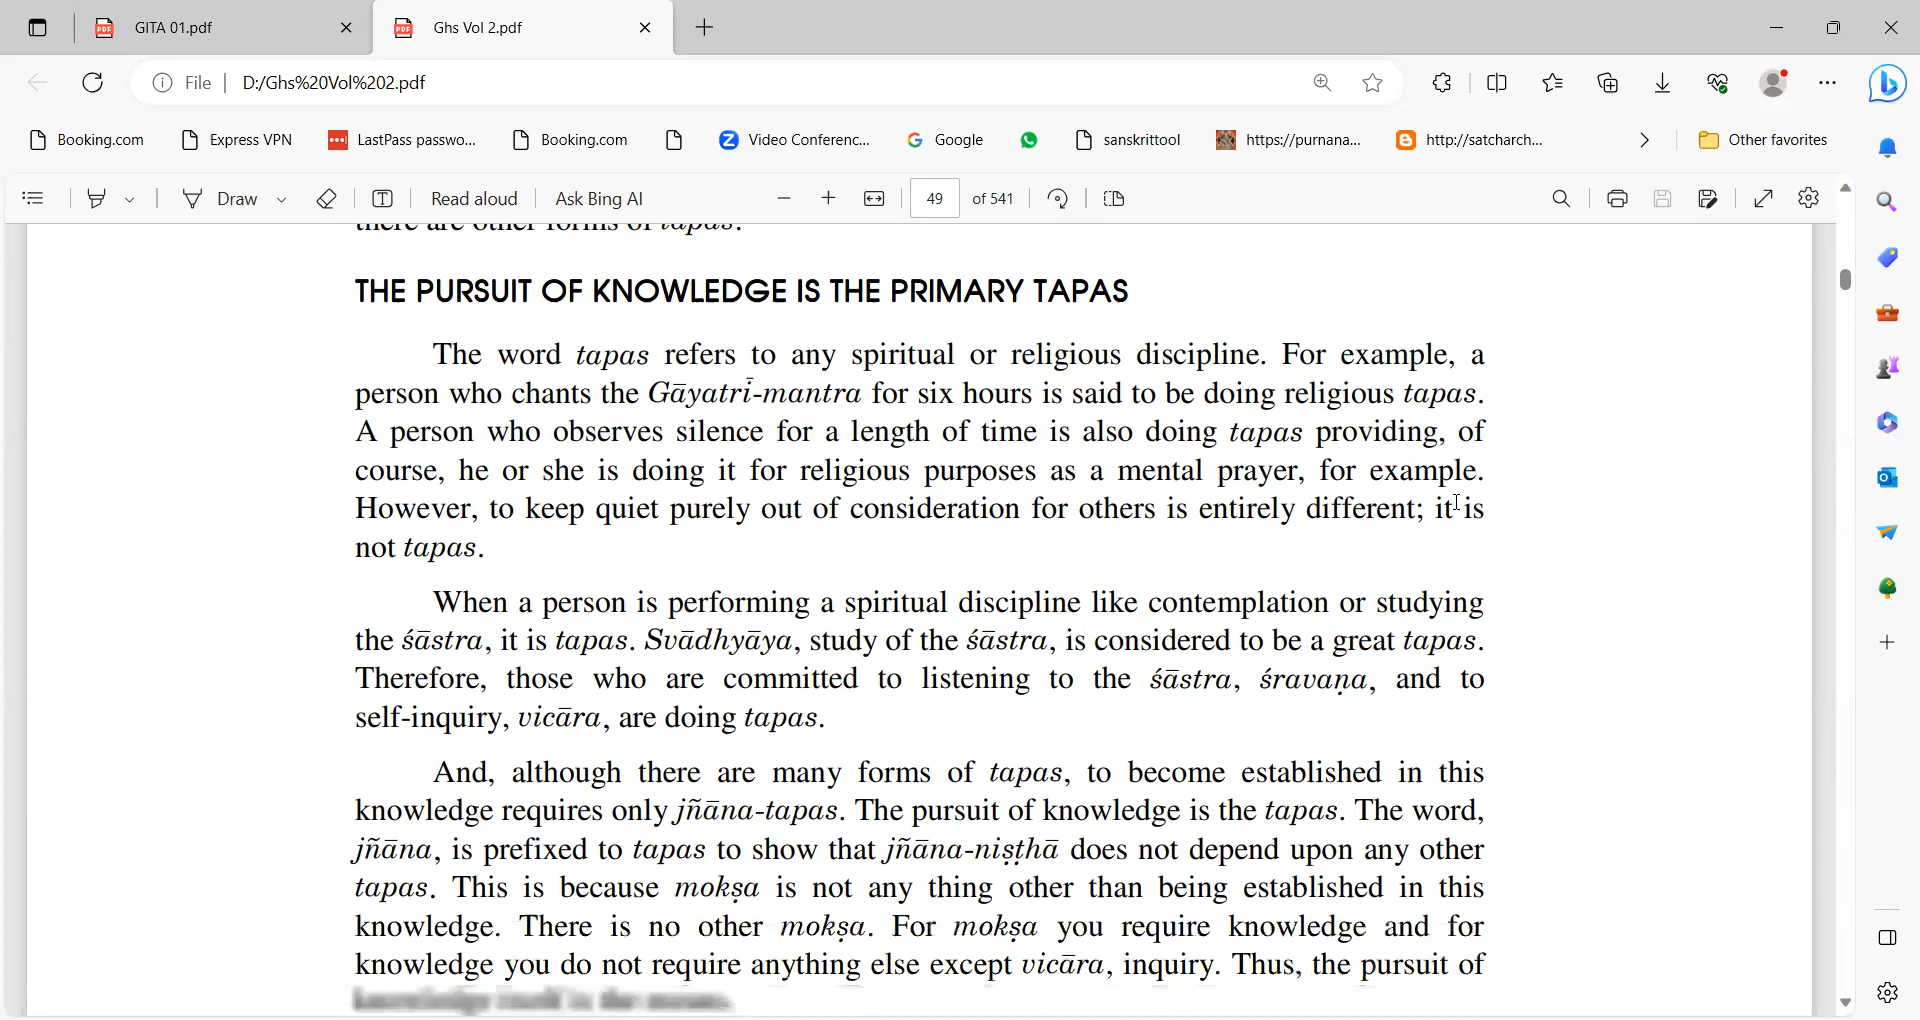 GITA 01.pdf
Ghs Vol 2.pdf
File D:/Ghs%20Vol%202.pdf
Booking.com Express VPN LastPass passwo... Booking.com Video Conferenc... Google sanskrittool https://purnana... http://satcharch... Other favorites
Draw Read aloud Ask Bing AI 49 of 541
there are other forms of tapas.
THE PURSUIT OF KNOWLEDGE IS THE PRIMARY TAPAS
The word tapas refers to any spiritual or religious discipline. For example, a
person who chants the Gāyatrī-mantra for six hours is said to be doing religious tapas.
A person who observes silence for a length of time is also doing tapas providing, of
course, he or she is doing it for religious purposes as a mental prayer, for example.
However, to keep quiet purely out of consideration for others is entirely different; it is
not tapas.
When a person is performing a spiritual discipline like contemplation or studying
the śāstra, it is tapas. Svādhyāya, study of the śāstra, is considered to be a great tapas.
Therefore, those who are committed to listening to the śāstra, śravaṇa, and to
self-inquiry, vicāra, are doing tapas.
And, although there are many forms of tapas, to become established in this
knowledge requires only jñāna-tapas. The pursuit of knowledge is the tapas. The word,
jñāna, is prefixed to tapas to show that jñāna-niṣṭhā does not depend upon any other
tapas. This is because mokṣa is not any thing other than being established in this
knowledge. There is no other mokṣa. For mokṣa you require knowledge and for
knowledge you do not require anything else except vicāra, inquiry. Thus, the pursuit of